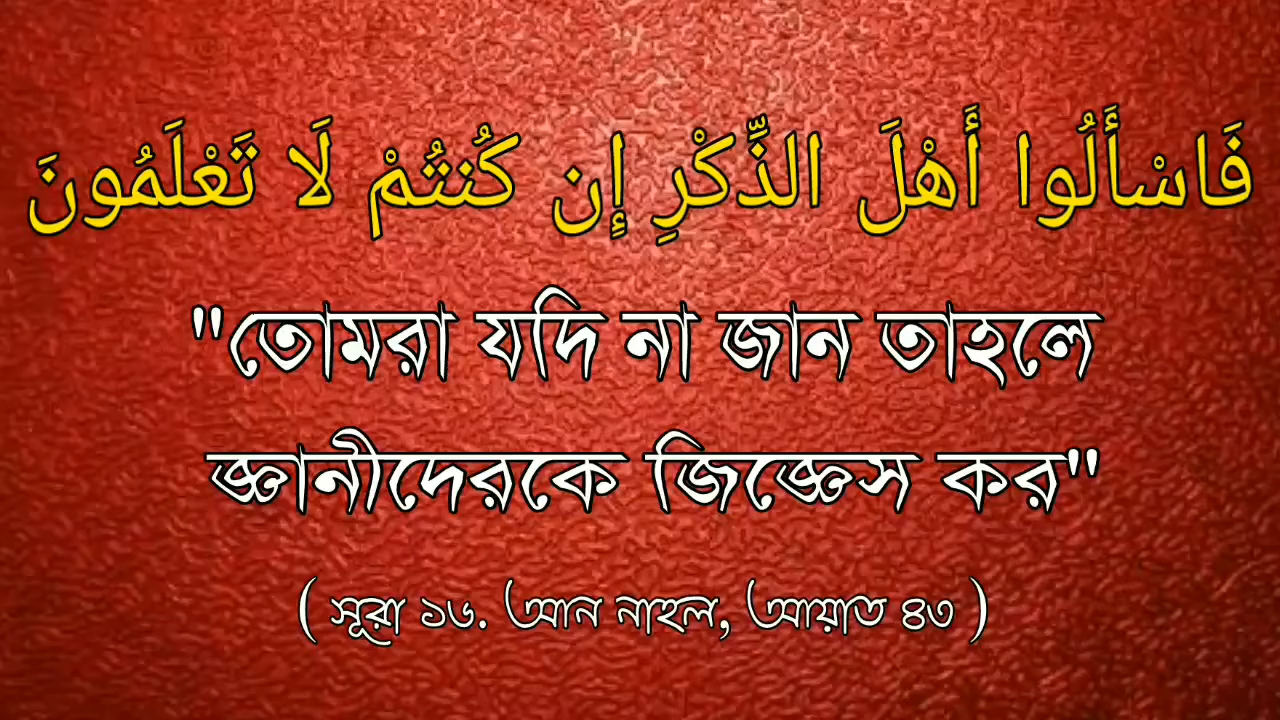 فَاسْأَلُوا أَهْلَ الذِّكْرِ إِن كُنتُمْ لَا تَعْلَمُونَ
"তোমরা যদি না জান তাহলে
জ্ঞানীদেরকে জিজ্ঞেস কর"
( সূরা ১৬. আন নাহল, আয়াত ৪৩ )